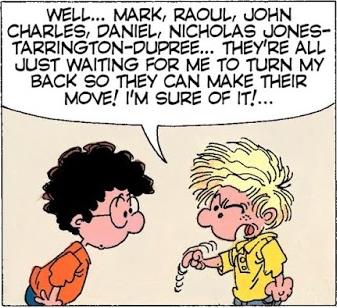 WELL... MARK, RAOUL, JOHN
CHARLES, DANIEL, NICHOLAS JONES-
TARRINGTON-DUPREE... THEY'RE ALL
JUST WAITING FOR ME TO TURN MY
BACK SO THEY CAN MAKE THEIR
MOVE! I'M SURE OF IT!...